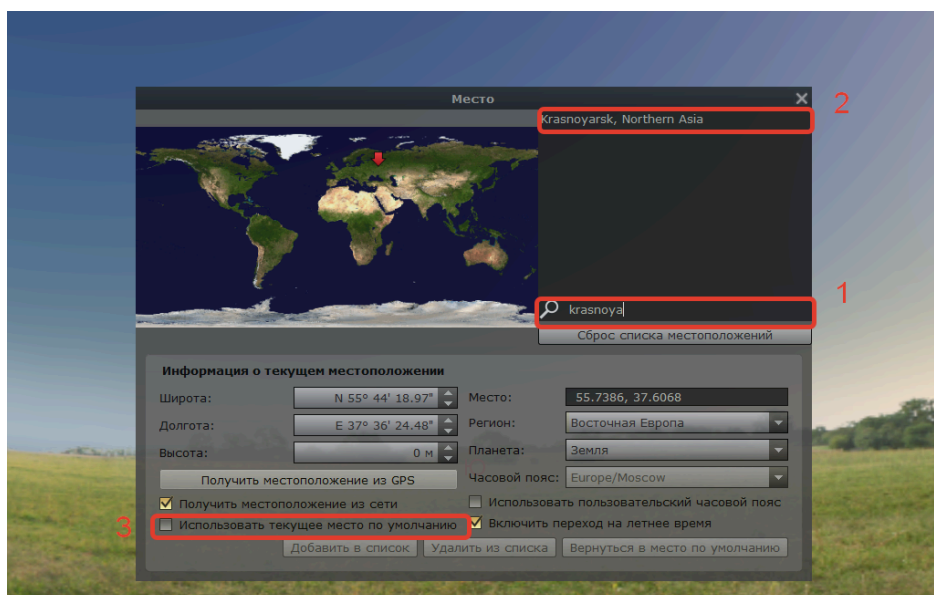 Место
2
Krasnoyarsk, Northern Asia
1
krasnoya
Сброс списка местоположений
Информация о текущем местоположении
Широта: N 55° 44' 18.97" Место: 55.7386, 37.6068
Долгота: E 37° 36' 24.48" Регион: Восточная Европа
Высота: 0 м Планета: Земля
Получить местоположение из GPS Часовой пояс: Europe/Moscow
Получить местоположение из сети Использовать пользовательский часовой пояс
3 Использовать текущее место по умолчанию Включить переход на летнее время
Добавить в список Удалить из списка Вернуться в место по умолчанию